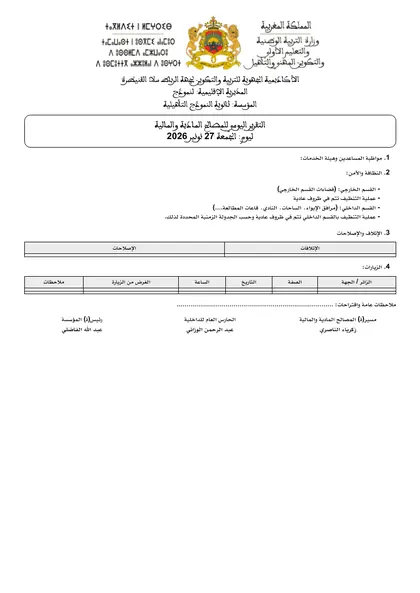 المملكة المغربية
وزارة التربية الوطنية
والتعليم الأولي
والتكوين المهني والتأهيل
الأكاديمية الجهوية للتربية والتكوين لجهة الرباط سلا القنيطرة
المديرية الإقليمية: نموذج
المؤسسة: ثانوية النموذج التأهيلية
التقرير اليومي للمصالح المادية والمالية
ليوم: الجمعة 27 نونبر 2026
1. مواظبة المساعدين وهيئة الخدمات:
2. النظافة والأمن:
• القسم الخارجي: (فضاءات القسم الخارجي)
• عملية التنظيف تتم في ظروف عادية
• القسم الداخلي: (مرافق الإيواء، الساحات، النادي، قاعات المطالعة....)
• عملية التنظيف بالقسم الداخلي تتم في ظروف عادية وحسب الجدولة الزمنية المحددة لذلك.
3. الإتلاف والإصلاحات
الإتلافات الإصلاحات
4. الزيارات:
الزائر / الجهة الصفة التاريخ الساعة الغرض من الزيارة ملاحظات
ملاحظات عامة واقتراحات: ........................................................................
مسير(ة) المصالح المادية والمالية الحارس العام للداخلية رئيس(ة) المؤسسة
زكرياء الناصري عبد الرحمن الوزاني عبد الله الفاضلي